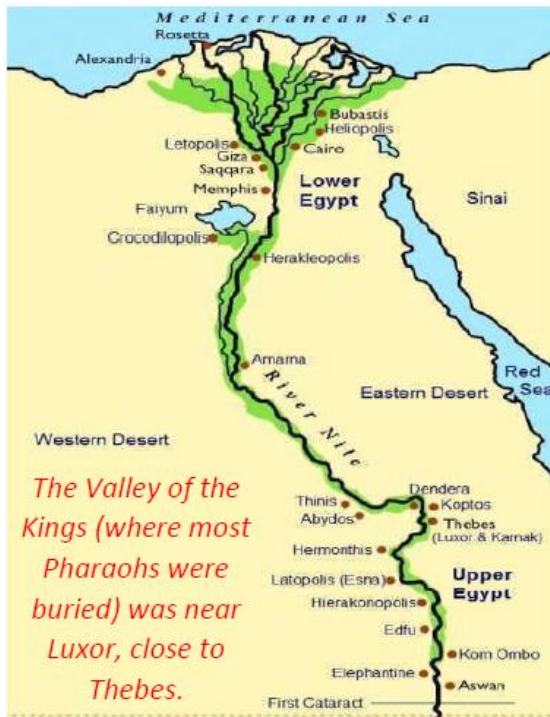 Mediterranean Sea
Rosetta
Alexandria
Bubastis
Heliopolis
Letopolis
Cairo
Giza
Saqqara
Lower
Egypt
Memphis
Sinai
Faiyum
Crocodilopolis
Herakleopolis
Amarna
River Nile
Red
Sea
Eastern Desert
Western Desert
The Valley of the
Kings (where most
Pharaohs were
buried) was near
Luxor, close to
Thebes.
Dendera
Thinis
Koptos
Abydos
Thebes
(Luxor & Karnak)
Hermonthis
Latopolis (Esna)
Upper
Egypt
Hierakonopolis
Edfu
Kom Ombo
Elephantine
Aswan
First Cataract